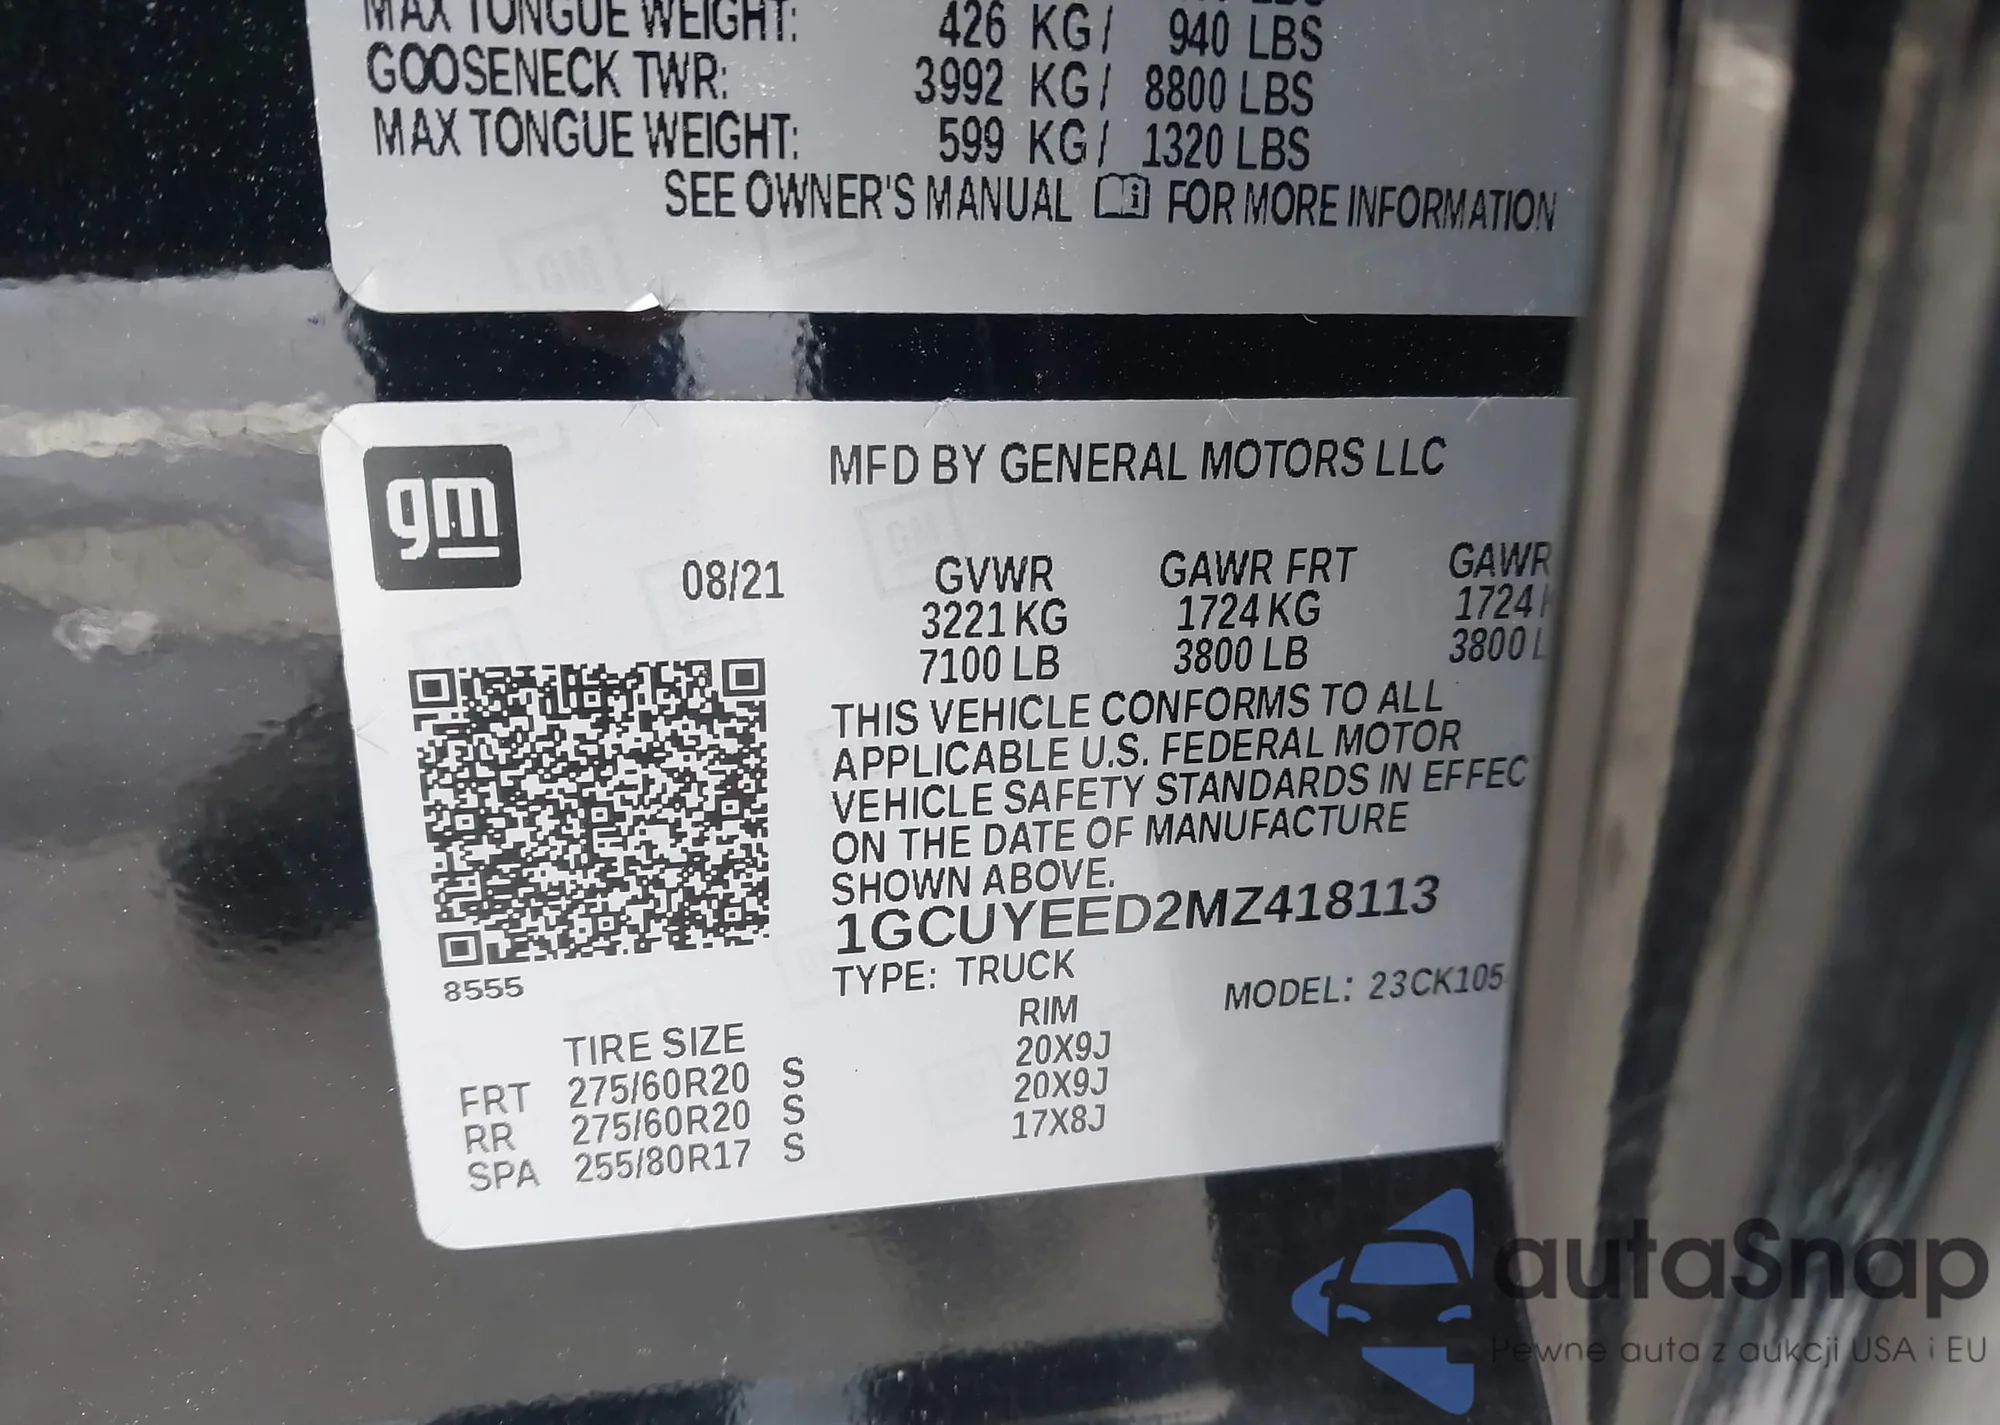 MAX TONGUE WEIGHT: 426 KG/ 940 LBS
GOOSENECK TWR: 3992 KG/ 8800 LBS
MAX TONGUE WEIGHT: 599 KG/ 1320 LBS
SEE OWNER'S MANUAL FOR MORE INFORMATION
gm
MFD BY GENERAL MOTORS LLC
08/21 GVWR GAWR FRT GAWR
3221 KG 1724 KG 1724
7100 LB 3800 LB 3800 L
THIS VEHICLE CONFORMS TO ALL
APPLICABLE U.S. FEDERAL MOTOR
VEHICLE SAFETY STANDARDS IN EFFEC
ON THE DATE OF MANUFACTURE
SHOWN ABOVE.
1GCUYEED2MZ418113
8555
TYPE: TRUCK MODEL: 23CK105
TIRE SIZE RIM
FRT 275/60R20 S 20X9J
RR 275/60R20 S 20X9J
SPA 255/80R17 S 17X8J
autaSnap
Pewne auta z aukcji USA i EU